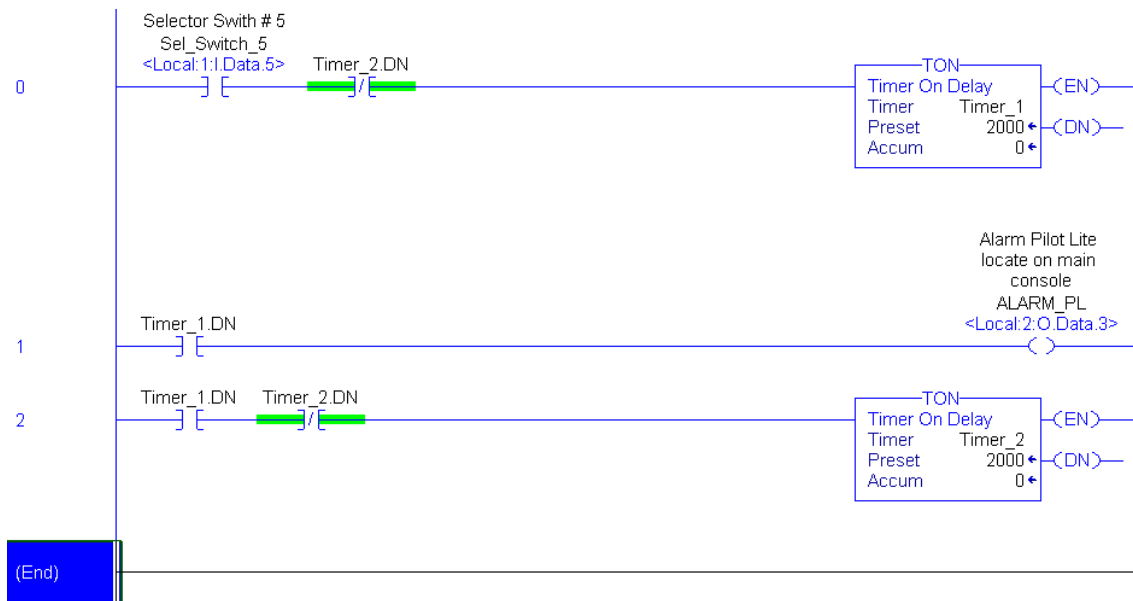 Selector Swith # 5
Sel_Switch_5
<Local:1:I.Data.5>
Timer_2.DN
0
TON
Timer On Delay
Timer Timer_1
Preset 2000
Accum 0
(EN)
(DN)
Alarm Pilot Lite
locate on main
console
ALARM_PL
<Local:2:O.Data.3>
Timer_1.DN
1
Timer_1.DN Timer_2.DN
2
TON
Timer On Delay
Timer Timer_2
Preset 2000
Accum 0
(EN)
(DN)
(End)